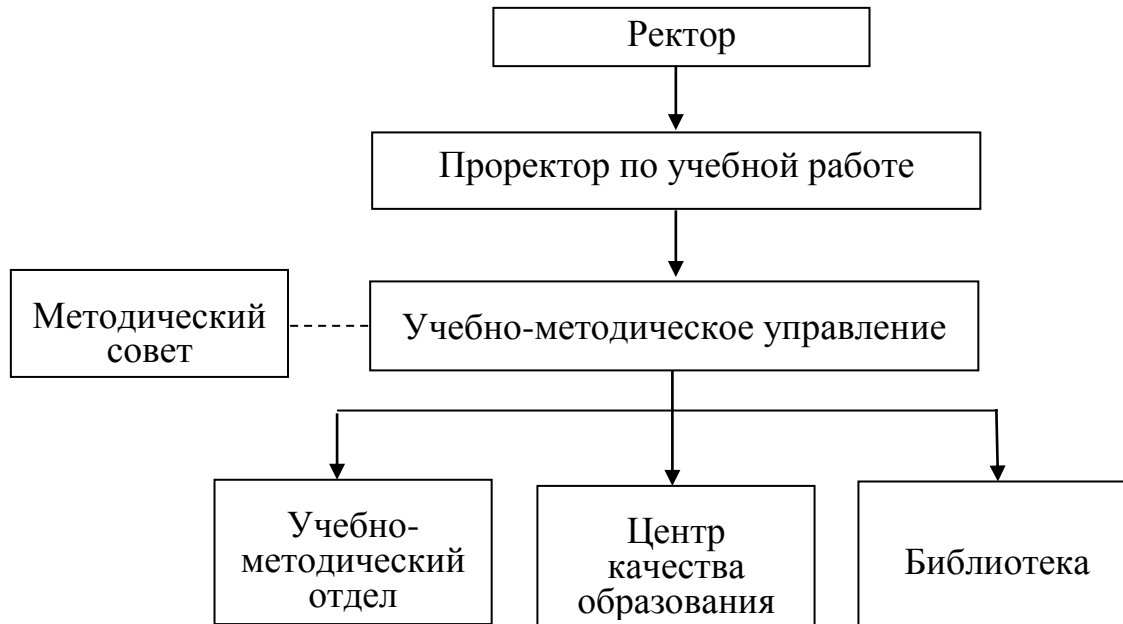 Ректор
Проректор по учебной работе
Методический
совет
Учебно-методическое управление
Учебно-
методический
отдел
Центр
качества
образования
Библиотека